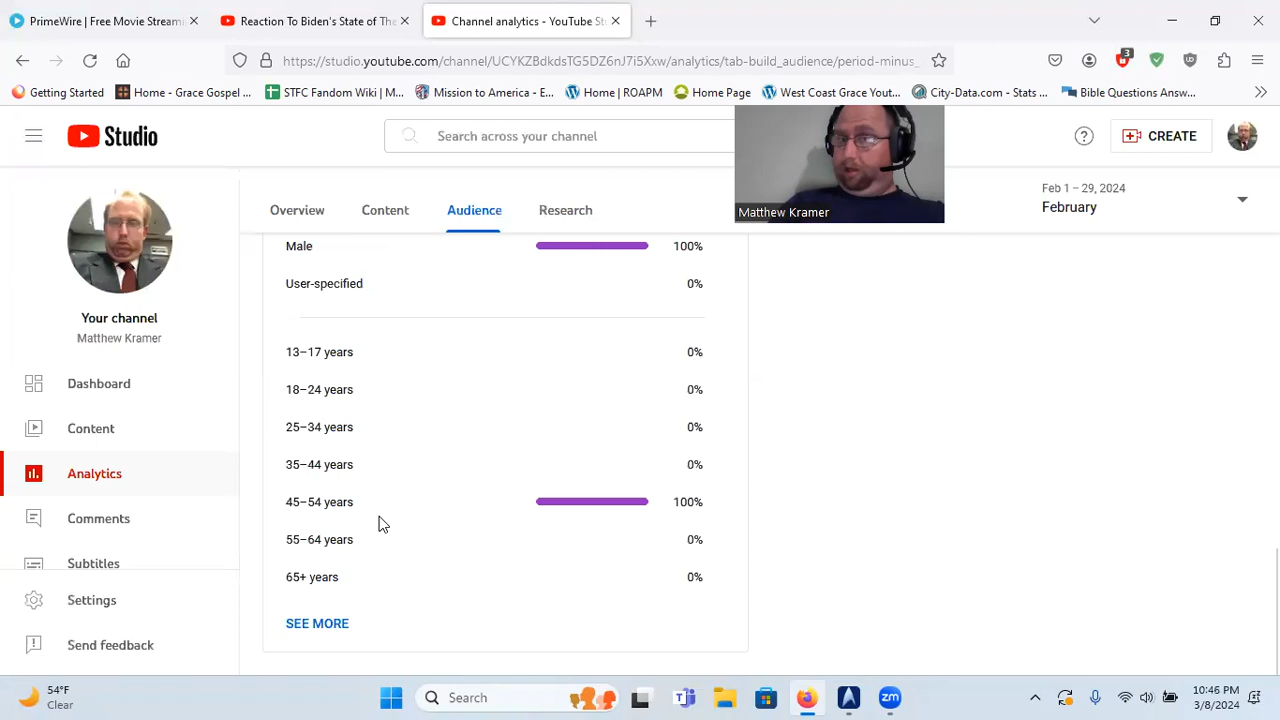 PrimeWire | Free Movie Streami
Reaction To Biden's State of The
Channel analytics - YouTube St
https://studio.youtube.com/channel/UCYKZBdkdsTG5DZ6nJ7i5Xxw/analytics/tab-build_audience/period-minus_
3
Getting Started
Home - Grace Gospel ...
STFC Fandom Wiki | M...
Mission to America - E...
Home | ROAPM
Home Page
West Coast Grace Yout...
City-Data.com - Stats ...
Bible Questions Answ...
Studio
Search across your channel
CREATE
Matthew Kramer
Feb 1 – 29, 2024
February
Overview
Content
Audience
Research
Your channel
Matthew Kramer
Dashboard
Content
Analytics
Comments
Subtitles
Settings
Send feedback
Male 100%
User-specified 0%
13–17 years 0%
18–24 years 0%
25–34 years 0%
35–44 years 0%
45–54 years 100%
55–64 years 0%
65+ years 0%
SEE MORE
54°F
Clear
Search
zm
10:46 PM
3/8/2024